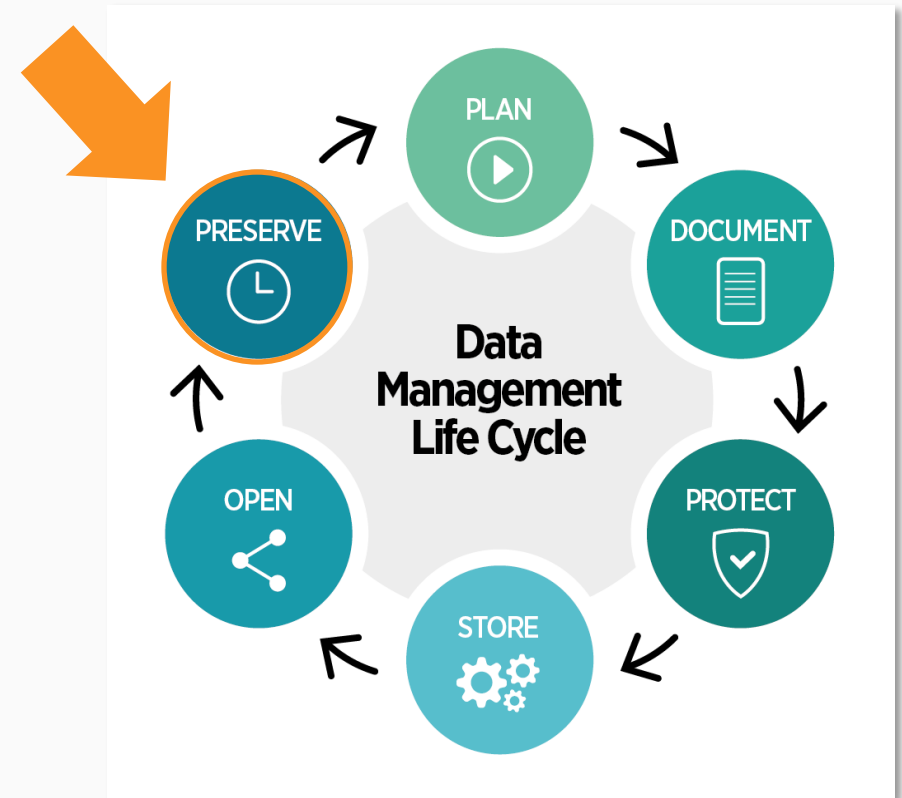 PLAN
PRESERVE
DOCUMENT
Data
Management
Life Cycle
OPEN
PROTECT
STORE